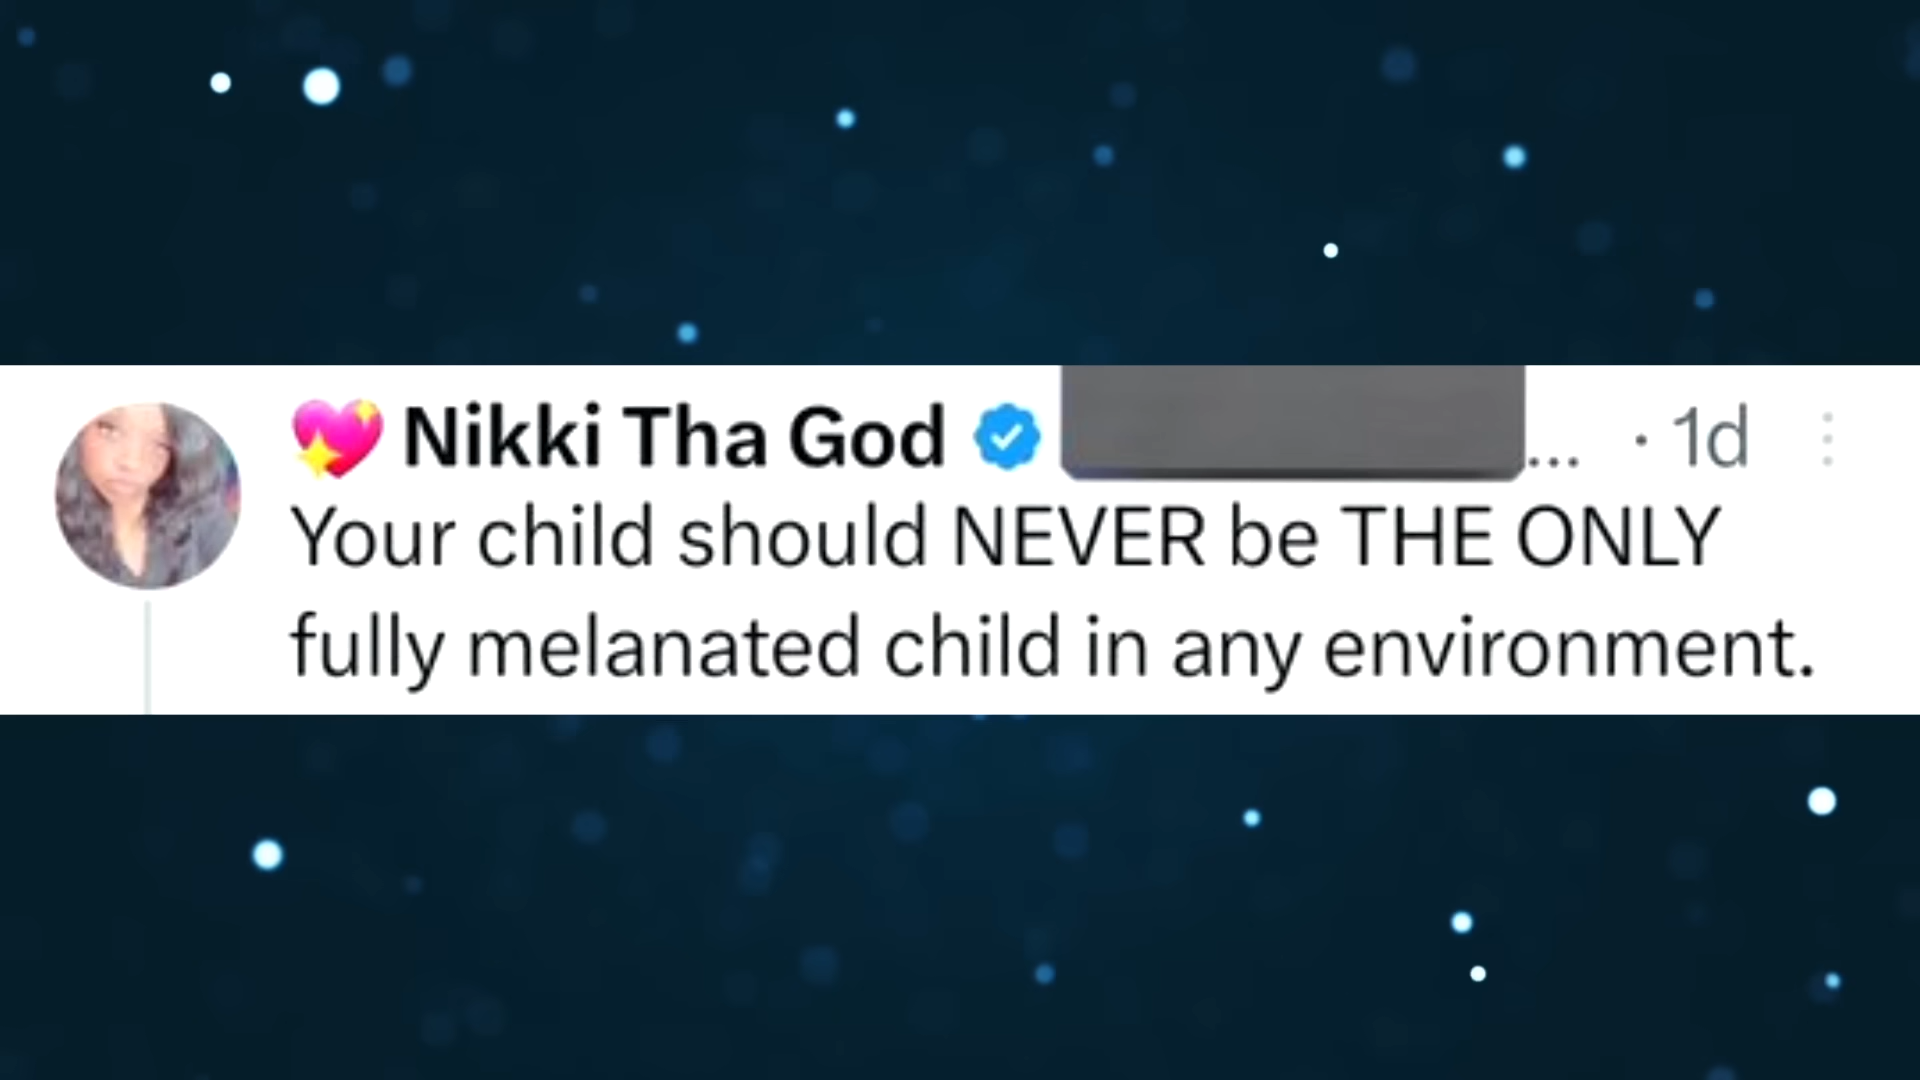 💖 Nikki Tha God ... · 1d
Your child should NEVER be THE ONLY
fully melanated child in any environment.